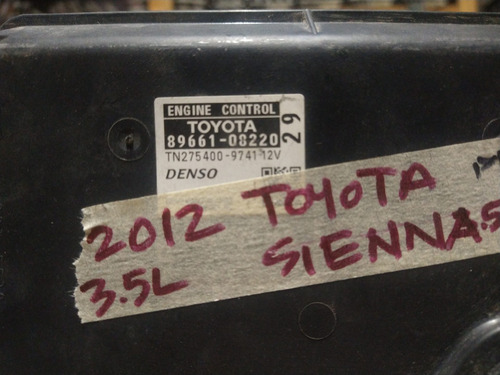 ENGINE CONTROL
TOYOTA
89661-08220
29
TN275400-9741 12V
DENSO
2012 TOYOTA
3.5L SIENNA